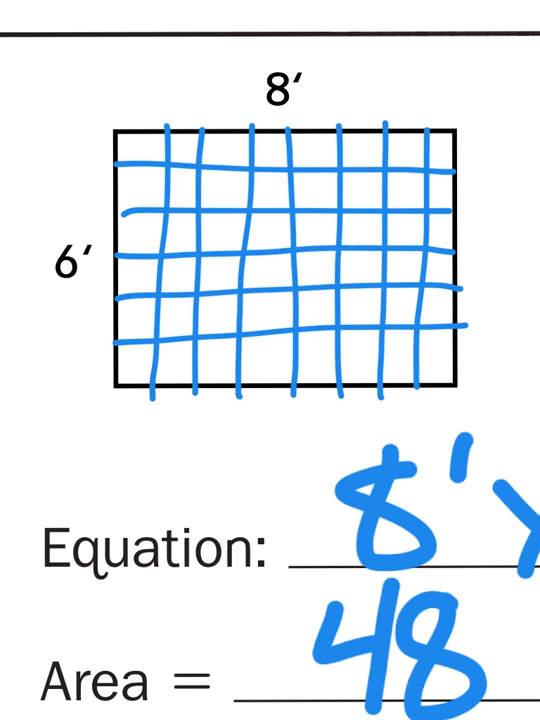 8‘
6‘
Equation: 8'
Area = 48